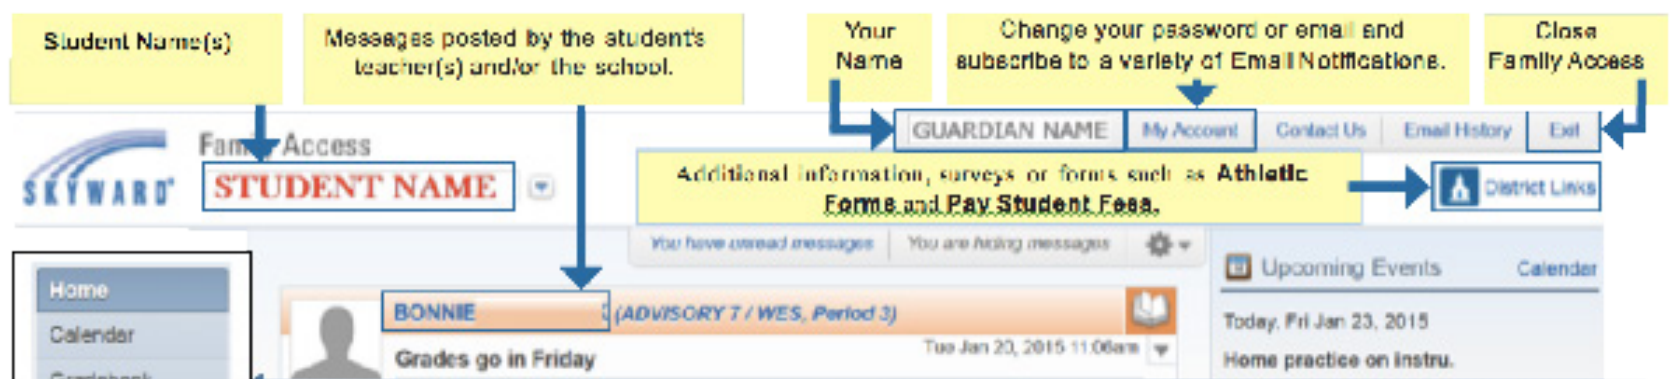 Student Name(s)
Messages posted by the student's
teacher(s) and/or the school.
Your
Name
Change your password or email and
subscribe to a variety of Email Notifications.
Close
Family Access
GUARDIAN NAME
My Account
Contact Us
Email History
Exit
SKYWARD
Family Access
STUDENT NAME
Additional information, surveys or forms such as Athletic
Forms and Pay Student Fees.
District Links
You have unread messages
You are hiding messages
Upcoming Events
Calendar
Home
Calendar
Gradebook
BONNIE
(ADVISORY 7 / WES, Period 3)
Grades go in Friday
Tue Jan 20, 2015 11:06am
Today, Fri Jan 23, 2015
Home practice on instru.